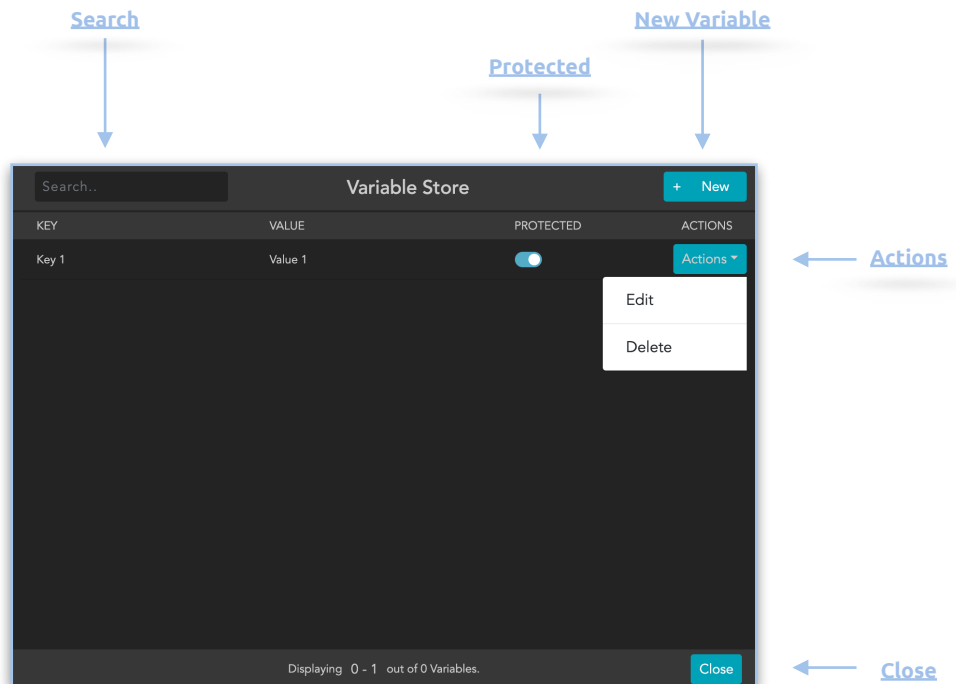 Search
New Variable
Protected
Search..
Variable Store
+ New
KEY VALUE PROTECTED ACTIONS
Key 1 Value 1 Actions
Actions
Edit
Delete
Displaying 0 - 1 out of 0 Variables.
Close
Close